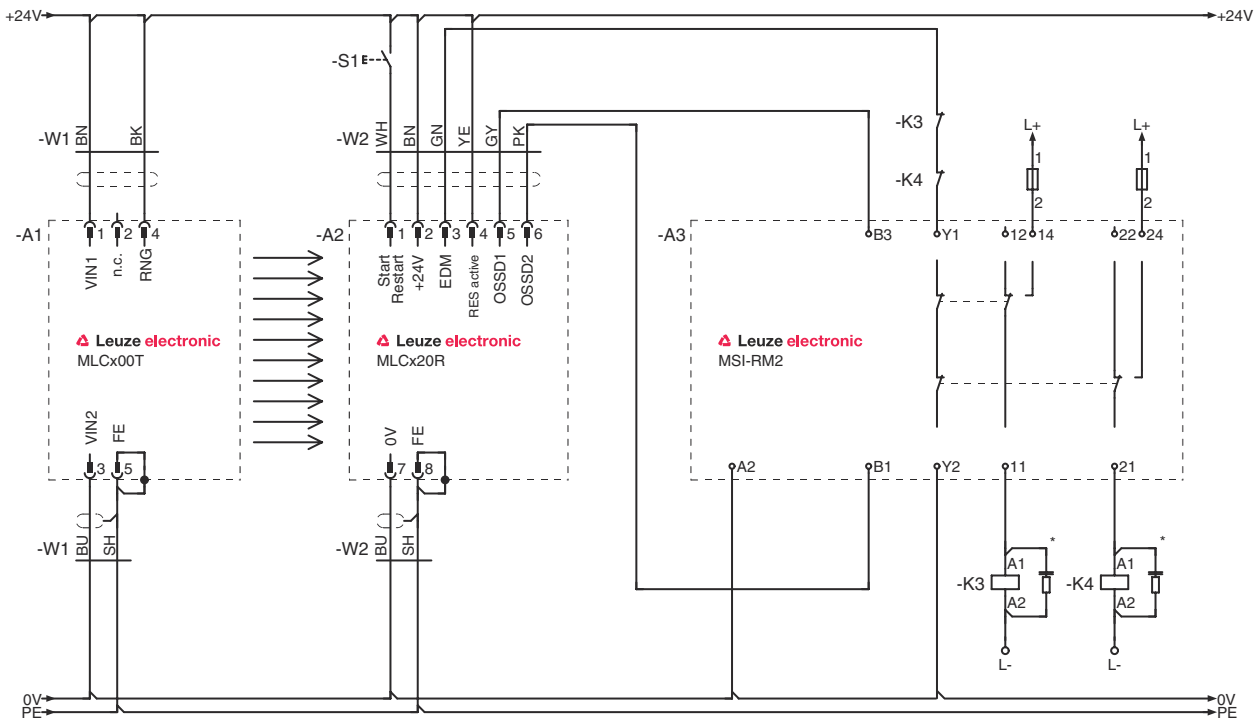 +24V +24V
-S1 E
-K3
L+ L+
-W1 BN BK -W2 WH BN GN YE GY PK
1 1
-K4
2 2
-A1 1 2 4 -A2 1 2 3 4 5 6 -A3 B3 Y1 12 14 22 24
VIN1 n.c. RNG Start Restart +24V EDM RES active OSSD1 OSSD2
Leuze electronic Leuze electronic Leuze electronic
MLCx00T MLCx20R MSI-RM2
VIN2 FE 0V FE
3 5 7 8 A2 B1 Y2 11 21
-W1 BU SH -W2 BU SH
* *
A1 A1
-K3 -K4
A2 A2
L- L-
0V 0V
PE PE